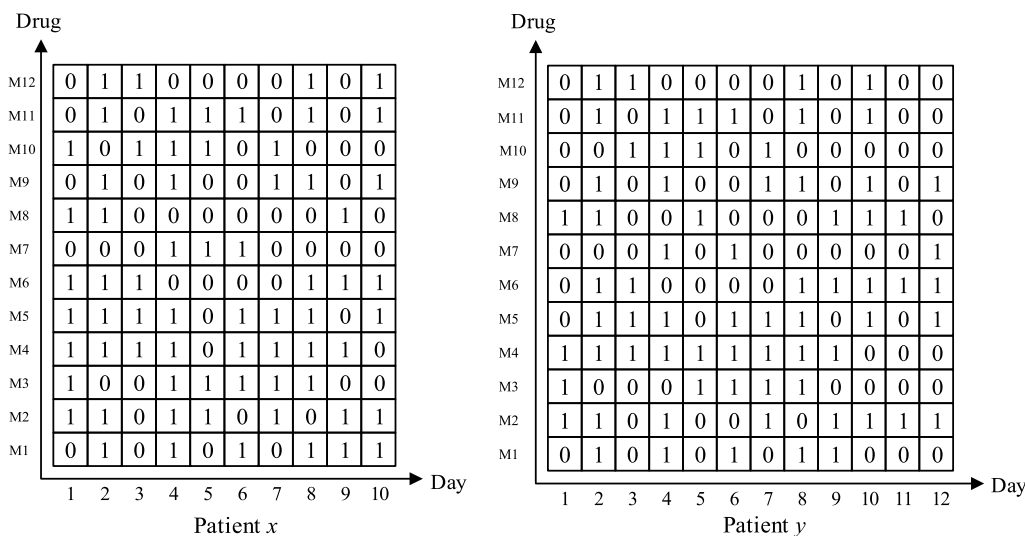 Drug
M12 0 1 1 0 0 0 0 1 0 1
M11 0 1 0 1 1 1 0 1 0 1
M10 1 0 1 1 1 0 1 0 0 0
M9 0 1 0 1 0 0 1 1 0 1
M8 1 1 0 0 0 0 0 0 1 0
M7 0 0 0 1 1 1 0 0 0 0
M6 1 1 1 0 0 0 0 1 1 1
M5 1 1 1 1 0 1 1 1 0 1
M4 1 1 1 1 0 1 1 1 1 0
M3 1 0 0 1 1 1 1 1 0 0
M2 1 1 0 1 1 0 1 0 1 1
M1 0 1 0 1 0 1 0 1 1 1
Day
1 2 3 4 5 6 7 8 9 10
Patient x
Drug
M12 0 1 1 0 0 0 0 1 0 1 0 0
M11 0 1 0 1 1 1 0 1 0 1 0 0
M10 0 0 1 1 1 0 1 0 0 0 0 0
M9 0 1 0 1 0 0 1 1 0 1 0 1
M8 1 1 0 0 1 0 0 0 1 1 1 0
M7 0 0 0 1 0 1 0 0 0 0 0 1
M6 0 1 1 0 0 0 0 1 1 1 1 1
M5 0 1 1 1 0 1 1 1 0 1 0 1
M4 1 1 1 1 1 1 1 1 1 0 0 0
M3 1 0 0 0 1 1 1 1 0 0 0 0
M2 1 1 0 1 0 0 1 0 1 1 1 1
M1 0 1 0 1 0 1 0 1 1 0 0 0
Day
1 2 3 4 5 6 7 8 9 10 11 12
Patient y